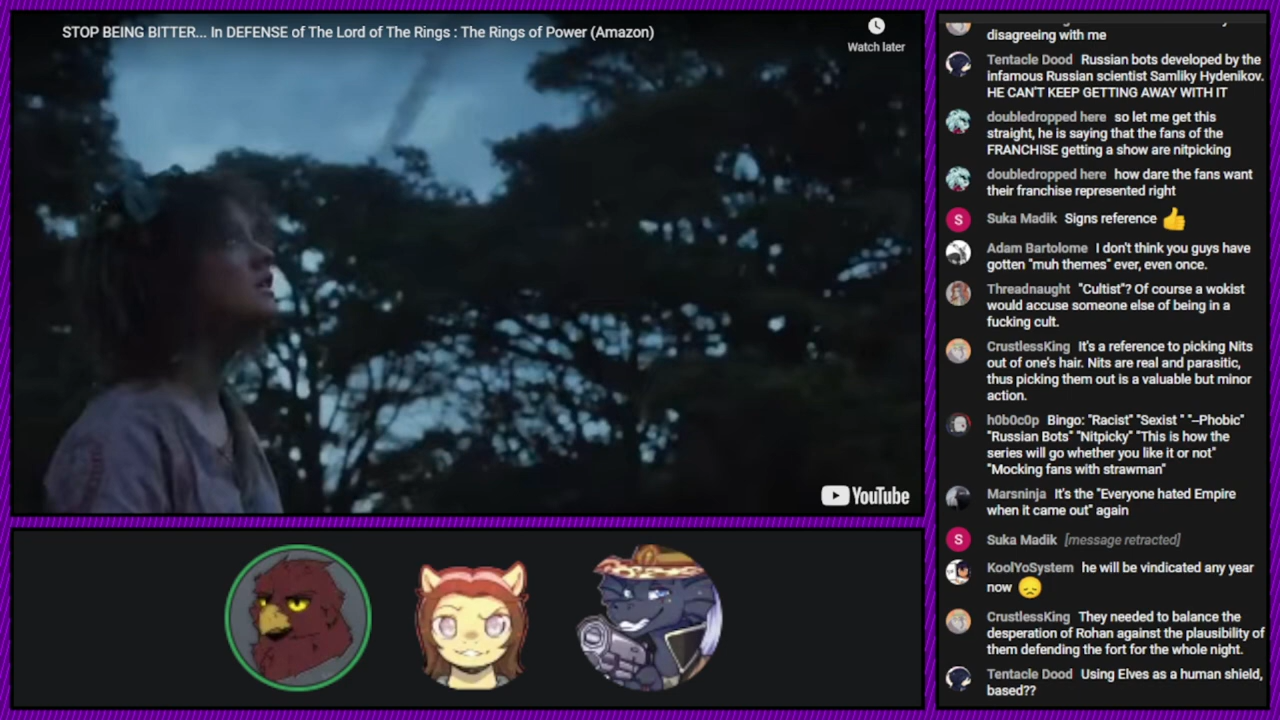 STOP BEING BITTER... In DEFENSE of The Lord of The Rings : The Rings of Power (Amazon)
Watch later
YouTube
disagreeing with me
Tentacle Dood Russian bots developed by the
infamous Russian scientist Samliky Hydenikov.
HE CAN'T KEEP GETTING AWAY WITH IT
doubledropped here so let me get this
straight, he is saying that the fans of the
FRANCHISE getting a show are nitpicking
doubledropped here how dare the fans want
their franchise represented right
S
Suka Madik Signs reference 👍
Adam Bartolome I don't think you guys have
gotten "muh themes" ever, even once.
Threadnaught "Cultist"? Of course a wokist
would accuse someone else of being in a
fucking cult.
CrustlessKing It's a reference to picking Nits
out of one's hair. Nits are real and parasitic,
thus picking them out is a valuable but minor
action.
h0b0c0p Bingo: "Racist" "Sexist " "--Phobic"
"Russian Bots" "Nitpicky" "This is how the
series will go whether you like it or not"
"Mocking fans with strawman"
Marsninja It's the "Everyone hated Empire
when it came out" again
S
Suka Madik [message retracted]
KoolYoSystem he will be vindicated any year
now 😞
CrustlessKing They needed to balance the
desperation of Rohan against the plausibility of
them defending the fort for the whole night.
Tentacle Dood Using Elves as a human shield,
based??